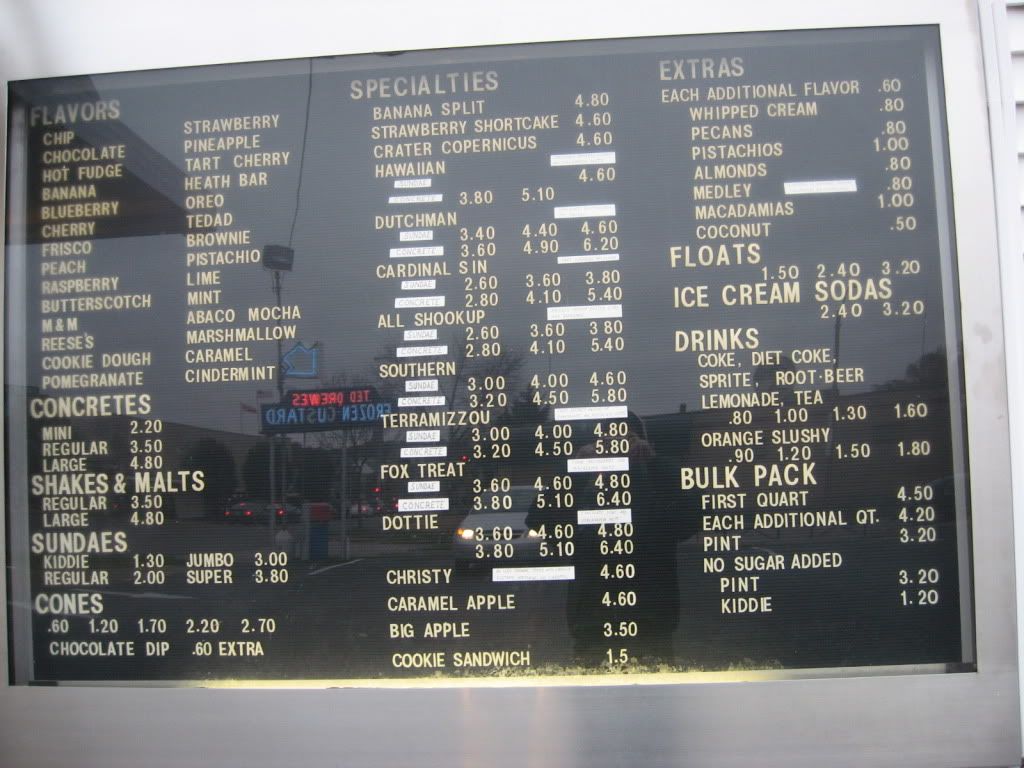 FLAVORS
CHIP
CHOCOLATE
HOT FUDGE
BANANA
BLUEBERRY
CHERRY
FRISCO
PEACH
RASPBERRY
BUTTERSCOTCH
M&M
REESE'S
COOKIE DOUGH
POMEGRANATE
STRAWBERRY
PINEAPPLE
TART CHERRY
HEATH BAR
OREO
TEDAD
BROWNIE
PISTACHIO
LIME
MINT
ABACO MOCHA
MARSHMALLOW
CARAMEL
CINDERMINT
CONCRETES
MINI 2.20
REGULAR 3.50
LARGE 4.80
SHAKES & MALTS
REGULAR 3.50
LARGE 4.80
SUNDAES
KIDDIE 1.30 JUMBO 3.00
REGULAR 2.00 SUPER 3.80
CONES
.60 1.20 1.70 2.20 2.70
CHOCOLATE DIP .60 EXTRA
SPECIALTIES
BANANA SPLIT 4.80
STRAWBERRY SHORTCAKE 4.60
CRATER COPERNICUS 4.60
HAWAIIAN
SUNDAE 4.60
CONCRETE 3.80 5.10
DUTCHMAN
SUNDAE 3.40 4.40 4.60
CONCRETE 3.60 4.90 6.20
CARDINAL SIN
SUNDAE 2.60 3.60 3.80
CONCRETE 2.80 4.10 5.40
ALL SHOOKUP
SUNDAE 2.60 3.60 3 80
CONCRETE 2.80 4.10 5.40
SOUTHERN
SUNDAE 3.00 4.00 4.60
CONCRETE 3.20 4.50 5.80
TERRAMIZZOU
SUNDAE 3.00 4.00 4.80
CONCRETE 3.20 4.50 5.80
FOX TREAT
SUNDAE 3.60 4.60 4.80
CONCRETE 3.80 5.10 6.40
DOTTIE
3.60 4.60 4.80
3.80 5.10 6.40
CHRISTY 4.60
CARAMEL APPLE 4.60
BIG APPLE 3.50
COOKIE SANDWICH 1.5
EXTRAS
EACH ADDITIONAL FLAVOR .60
WHIPPED CREAM .80
PECANS .80
PISTACHIOS 1.00
ALMONDS .80
MEDLEY .80
MACADAMIAS 1.00
COCONUT .50
FLOATS
1.50 2.40 3.20
ICE CREAM SODAS
2.40 3.20
DRINKS
COKE, DIET COKE,
SPRITE, ROOT-BEER
LEMONADE, TEA
.80 1.00 1.30 1.60
ORANGE SLUSHY
.90 1.20 1.50 1.80
BULK PACK
FIRST QUART 4.50
EACH ADDITIONAL QT. 4.20
PINT 3.20
NO SUGAR ADDED
PINT 3.20
KIDDIE 1.20
TED DREWES
FROZEN CUSTARD